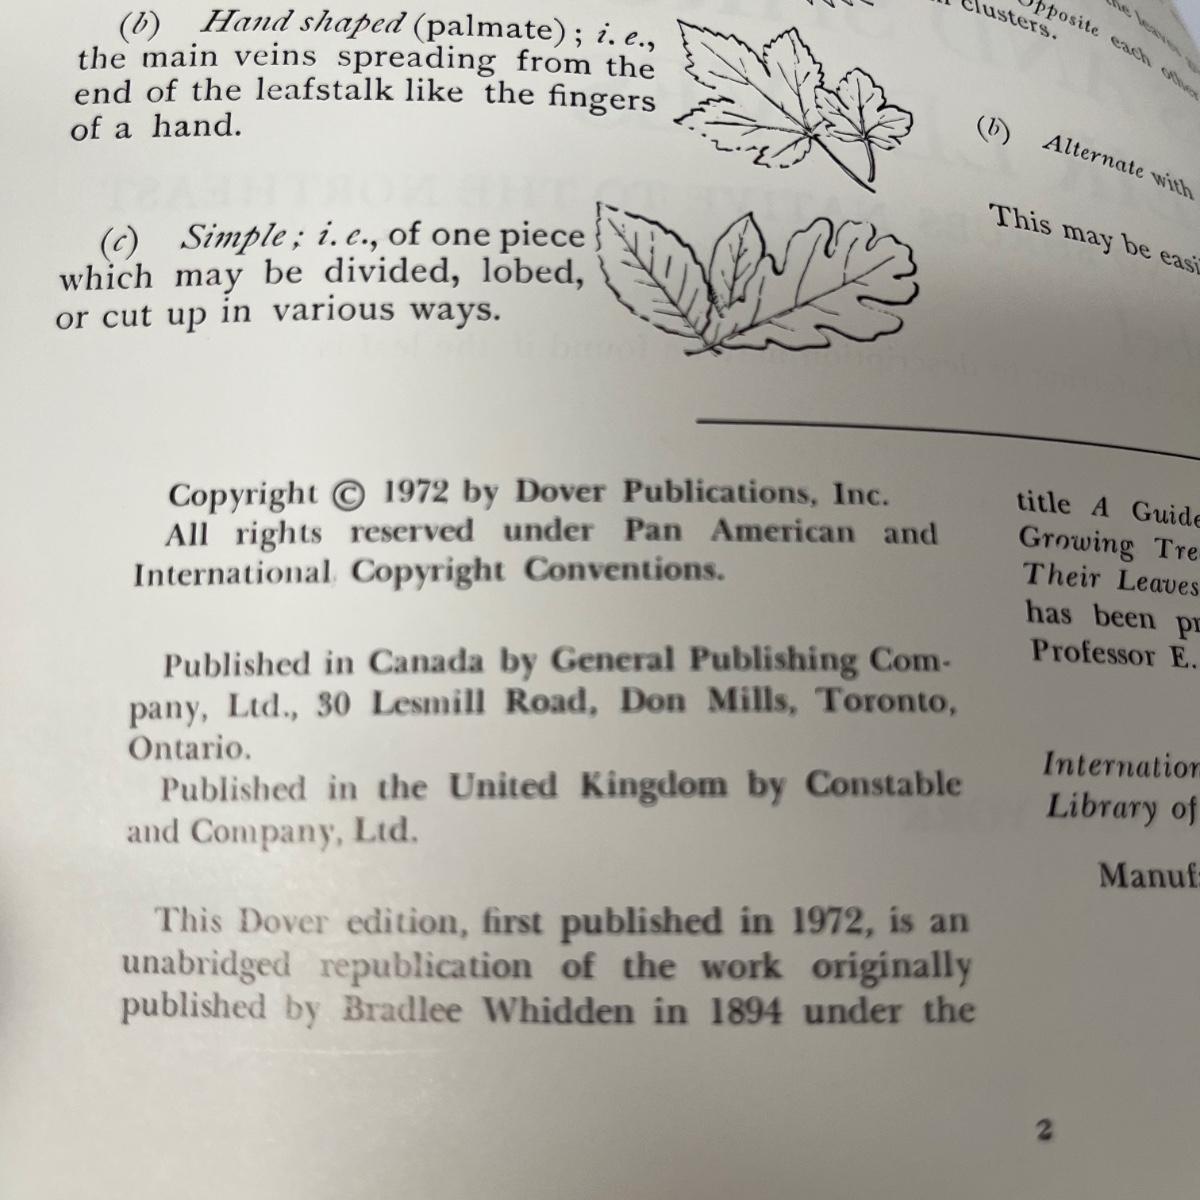 (b) Hand shaped (palmate); i. e.,
the main veins spreading from the
end of the leafstalk like the fingers
of a hand.
(c) Simple; i. e., of one piece
which may be divided, lobed,
or cut up in various ways.
Opposite each other
clusters.
(b) Alternate with
This may be easi
Copyright © 1972 by Dover Publications, Inc.
All rights reserved under Pan American and
International Copyright Conventions.
Published in Canada by General Publishing Com-
pany, Ltd., 30 Lesmill Road, Don Mills, Toronto,
Ontario.
Published in the United Kingdom by Constable
and Company, Ltd.
This Dover edition, first published in 1972, is an
unabridged republication of the work originally
published by Bradlee Whidden in 1894 under the
title A Guide
Growing Tre
Their Leaves
has been pr
Professor E.
Internation
Library of
Manuf
2